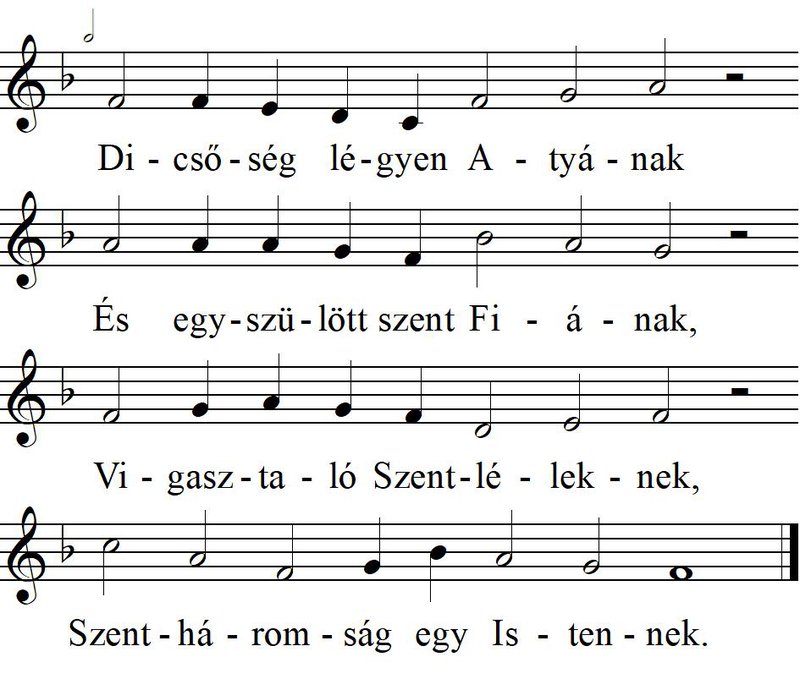 Di - cső - ség lé - gyen A - tyá - nak
És egy - szü - lött szent Fi - á - nak,
Vi - gasz - ta - ló Szent - lé - lek - nek,
Szent - há - rom - ság egy Is - ten - nek.